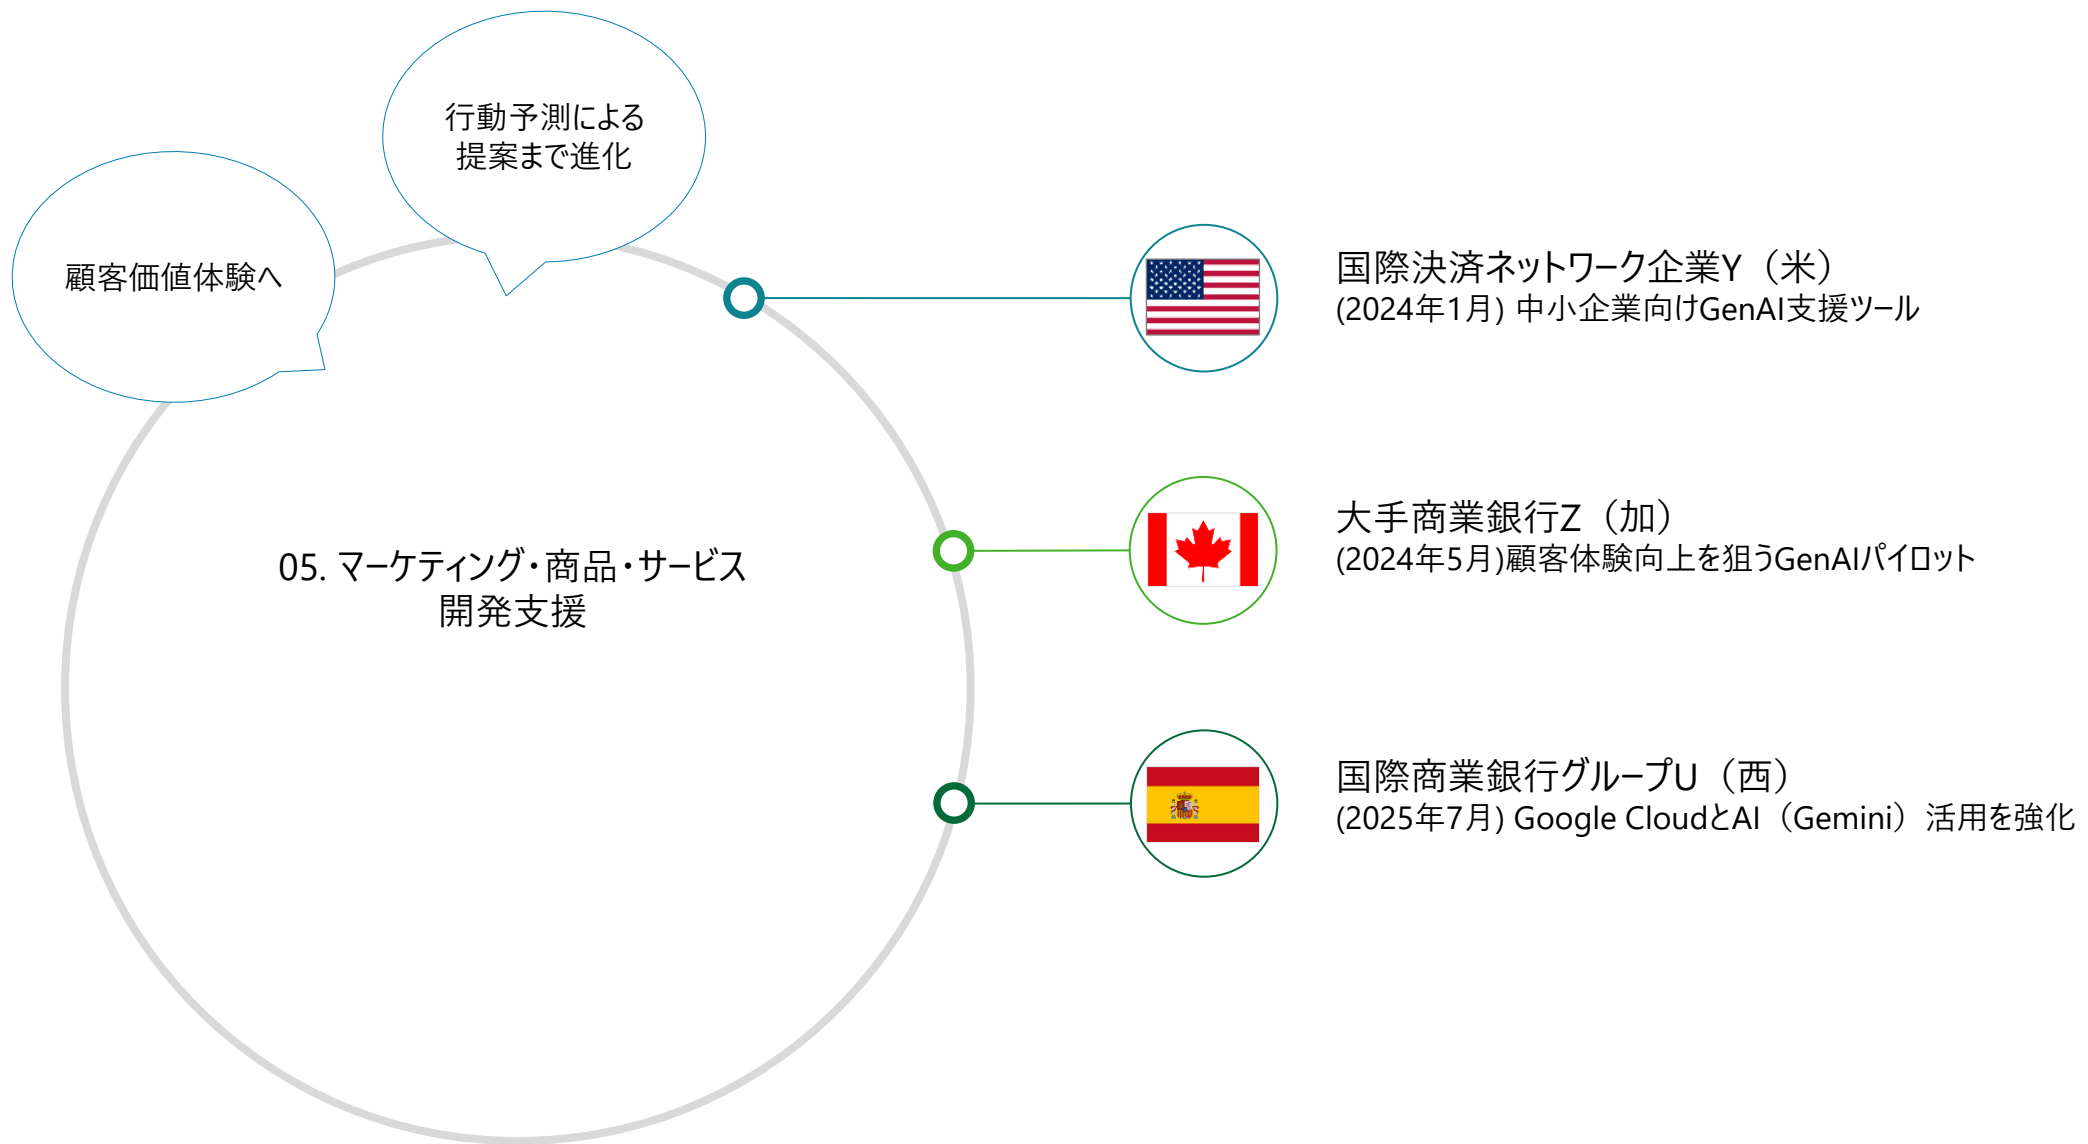 行動予測による
提案まで進化
顧客価値体験へ
05. マーケティング・商品・サービス
開発支援
国際決済ネットワーク企業Y（米）
(2024年1月) 中小企業向けGenAI支援ツール
大手商業銀行Z（加）
(2024年5月)顧客体験向上を狙うGenAIパイロット
国際商業銀行グループU（西）
(2025年7月) Google CloudとAI（Gemini）活用を強化